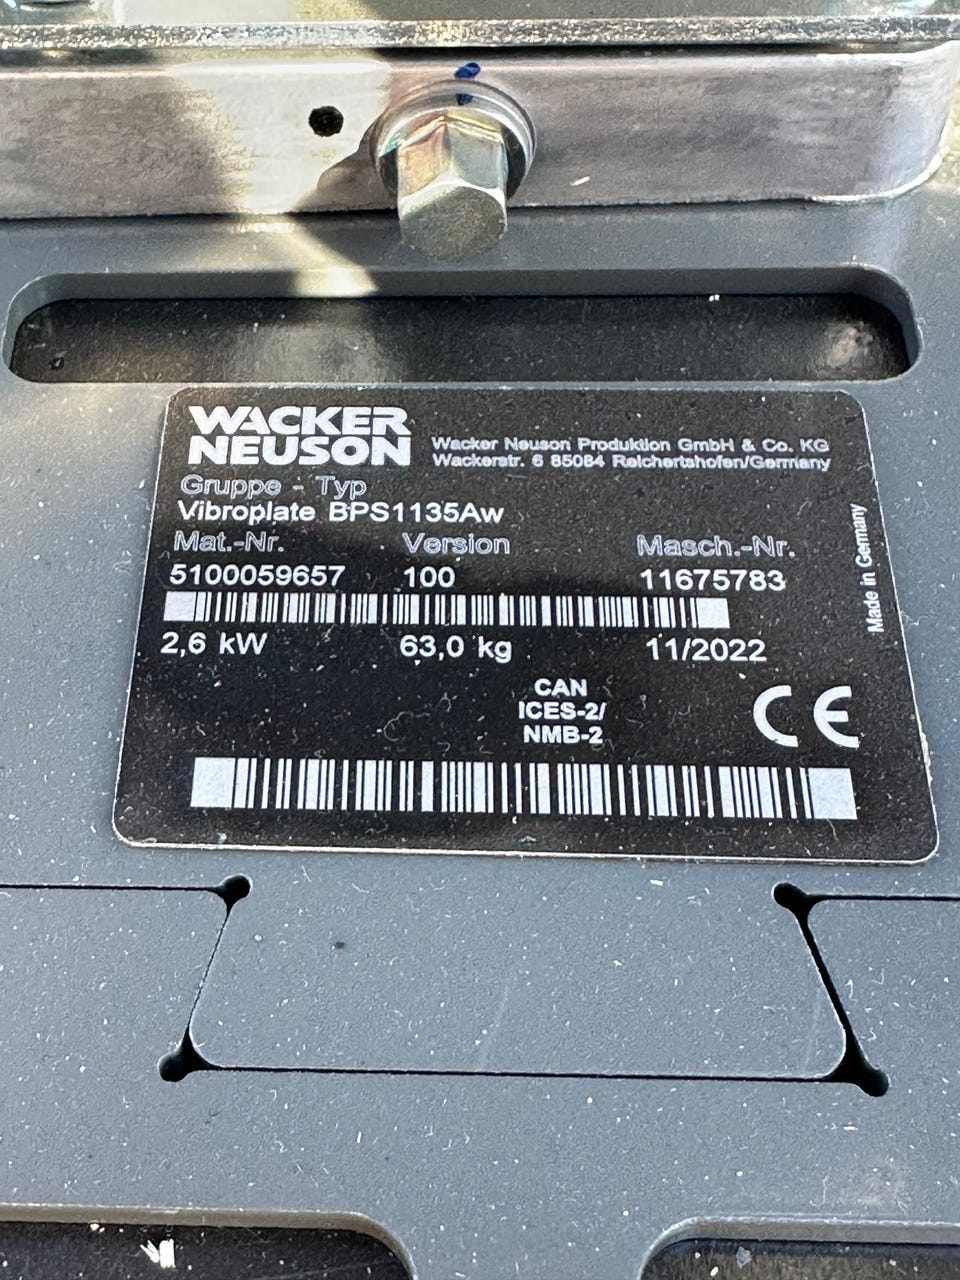 WACKER
NEUSON
Wacker Neuson Produktion GmbH & Co. KG
Wackerstr. 6 85084 Reichertshofen/Germany
Gruppe - Typ
Vibroplate BPS1135Aw
Mat.-Nr. Version Masch.-Nr.
5100059657 100 11675783
2,6 kW 63,0 kg 11/2022
CAN
ICES-2/
NMB-2
CE
Made in Germany